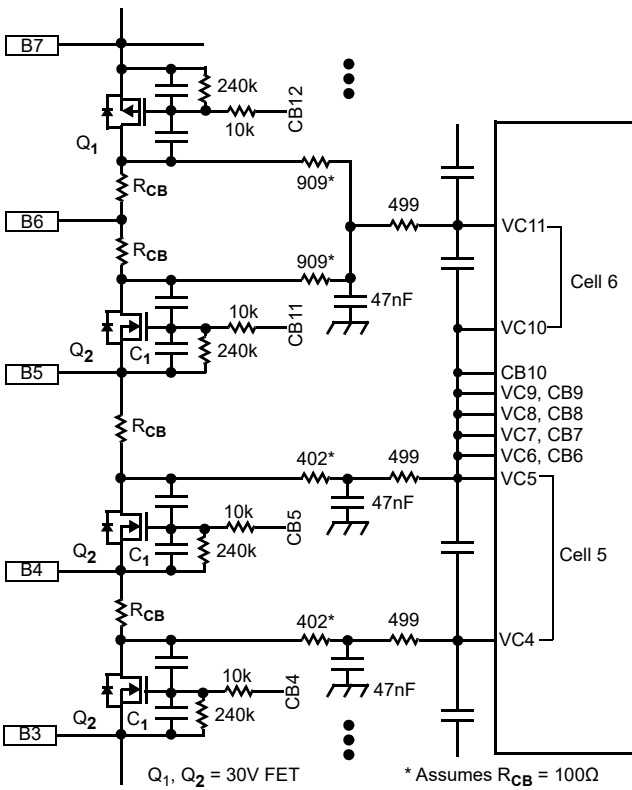 B7
240k
10k
CB12
Q1
909*
RCB
499
B6
VC11
RCB
909*
Cell 6
47nF
10k
CB11
VC10
Q2
C1
240k
B5
CB10
VC9, CB9
VC8, CB8
RCB
VC7, CB7
402*
499
VC6, CB6
VC5
47nF
10k
CB5
Q2
C1
240k
Cell 5
B4
RCB
402*
499
VC4
10k
CB4
47nF
Q2
C1
240k
B3
Q1, Q2 = 30V FET
* Assumes RCB = 100Ω